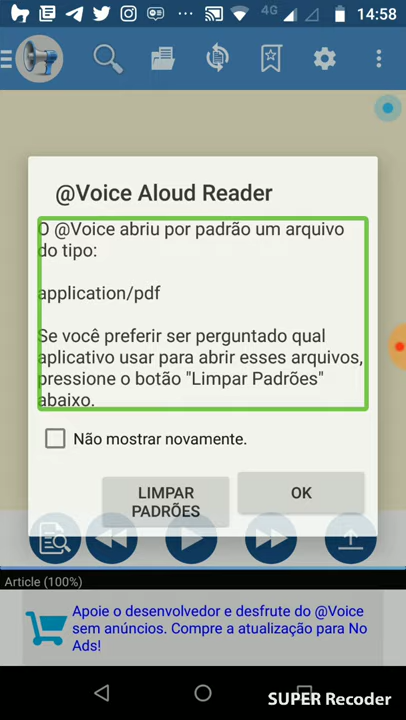 4G
14:58
@Voice Aloud Reader
O @Voice abriu por padrão um arquivo
do tipo:
application/pdf
Se você preferir ser perguntado qual
aplicativo usar para abrir esses arquivos,
pressione o botão "Limpar Padrões"
abaixo.
Não mostrar novamente.
LIMPAR
PADRÕES
OK
Article (100%)
Apoie o desenvolvedor e desfrute do @Voice
sem anúncios. Compre a atualização para No
Ads!
SUPER Recoder